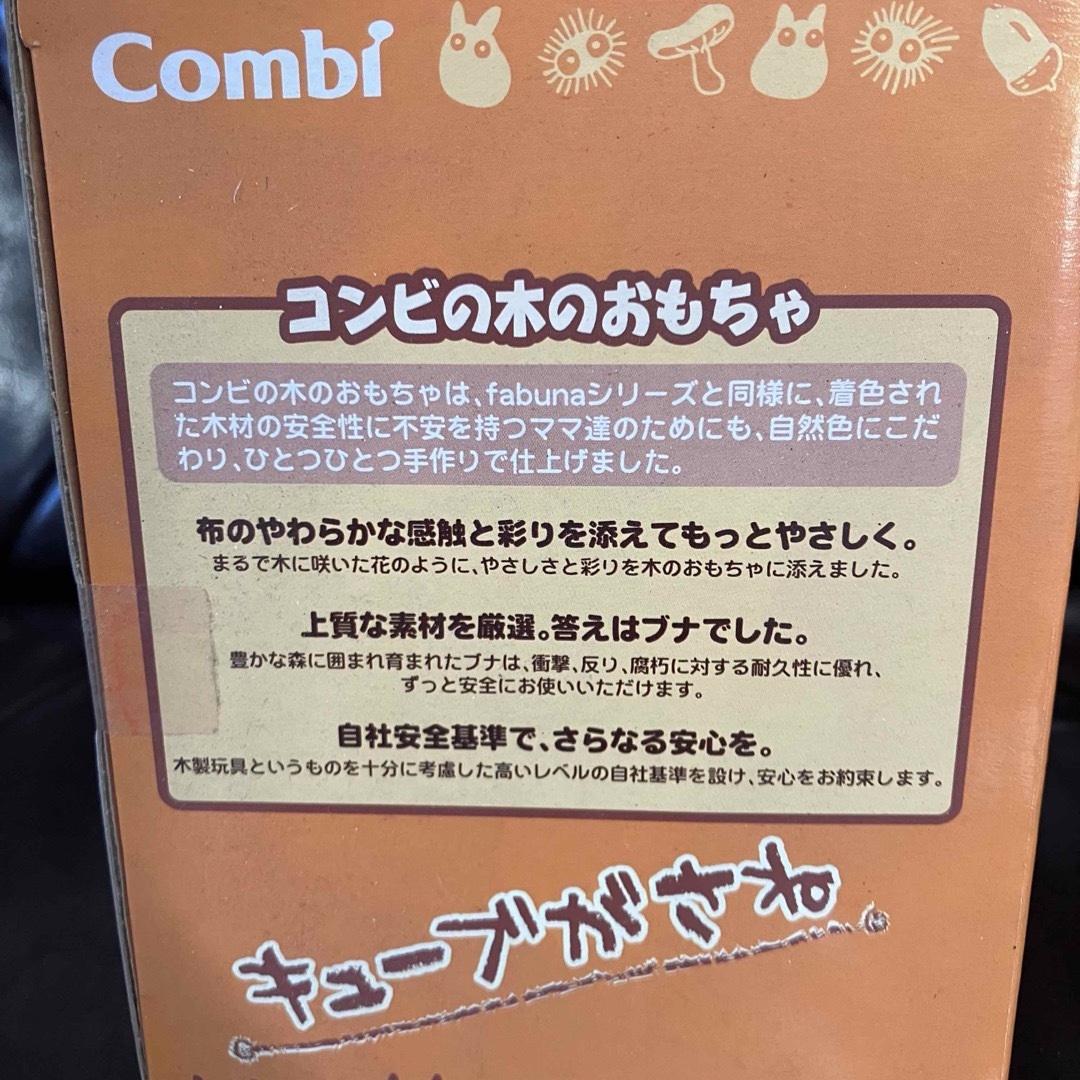 Combi
コンビの木のおもちゃ
コンビの木のおもちゃは、fabunaシリーズと同様に、着色され
た木材の安全性に不安を持つママ達のためにも、自然色にこだ
わり、ひとつひとつ手作りで仕上げました。
布のやわらかな感触と彩りを添えてもっとやさしく。
まるで木に咲いた花のように、やさしさと彩りを木のおもちゃに添えました。
上質な素材を厳選。答えはブナでした。
豊かな森に囲まれ育まれたブナは、衝撃、反り、腐朽に対する耐久性に優れ、
ずっと安全にお使いいただけます。
自社安全基準で、さらなる安心を。
木製玩具というものを十分に考慮した高いレベルの自社基準を設け、安心をお約束します。